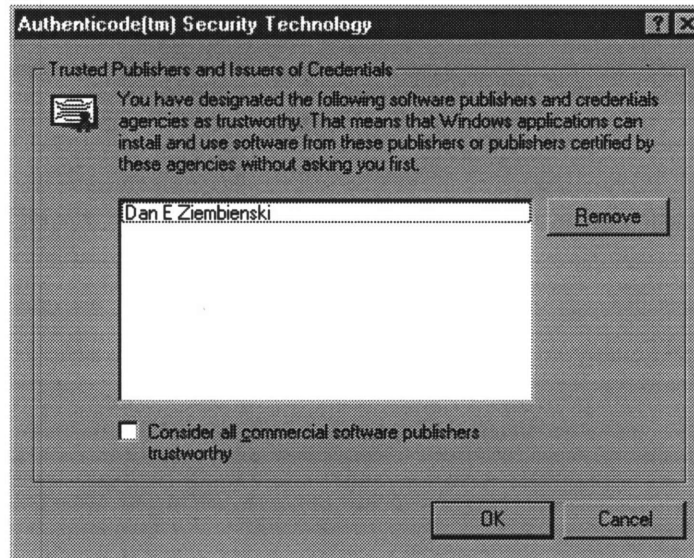 Authenticode(tm) Security Technology
Trusted Publishers and Issuers of Credentials
You have designated the following software publishers and credentials
agencies as trustworthy. That means that Windows applications can
install and use software from these publishers or publishers certified by
these agencies without asking you first.
Dan E Ziembienski
Remove
Consider all commercial software publishers
trustworthy
OK
Cancel